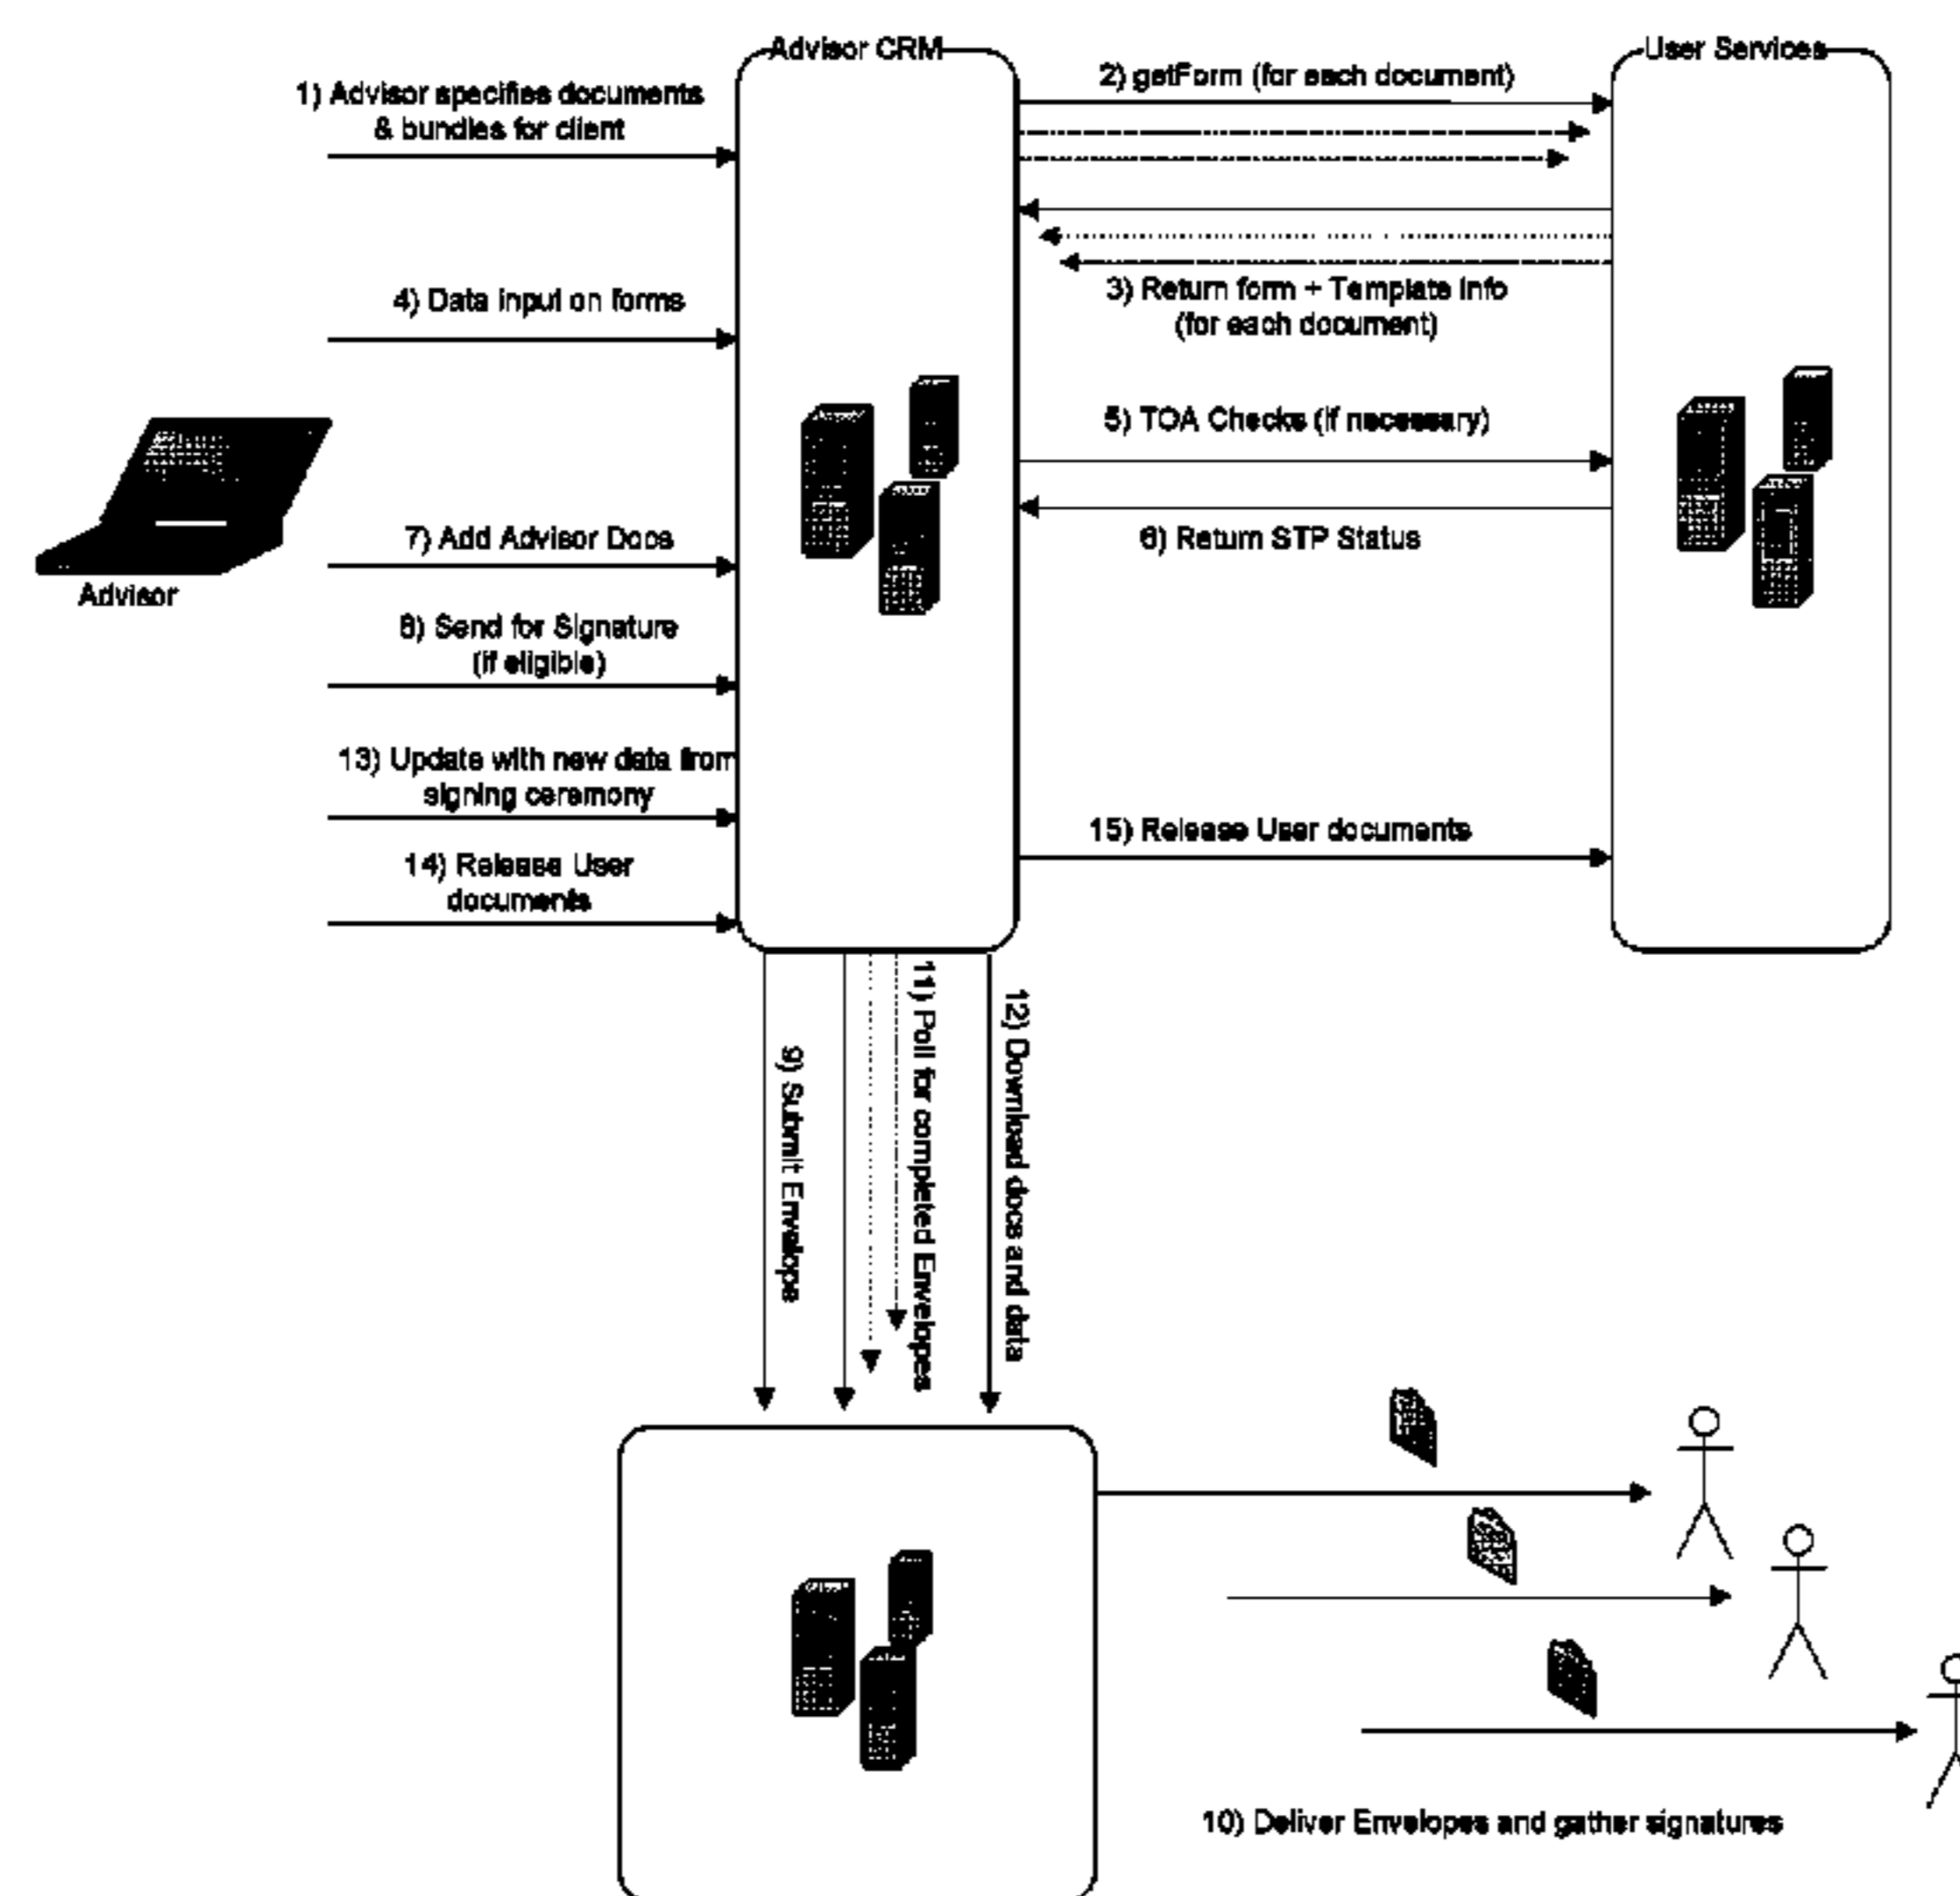 Advisor CRM
User Services
1) Advisor specifies documents
& bundles for client
2) getForm (for each document)
3) Return form + Template Info
(for each document)
4) Data input on forms
5) TOA Checks (if necessary)
6) Return STP Status
7) Add Advisor Docs
Advisor
8) Send for Signature
(if eligible)
13) Update with new data from
signing ceremony
14) Release User
documents
15) Release User documents
9) Submit Envelope
11) Poll for completed Envelopes
12) Download docs and data
10) Deliver Envelopes and gather signatures